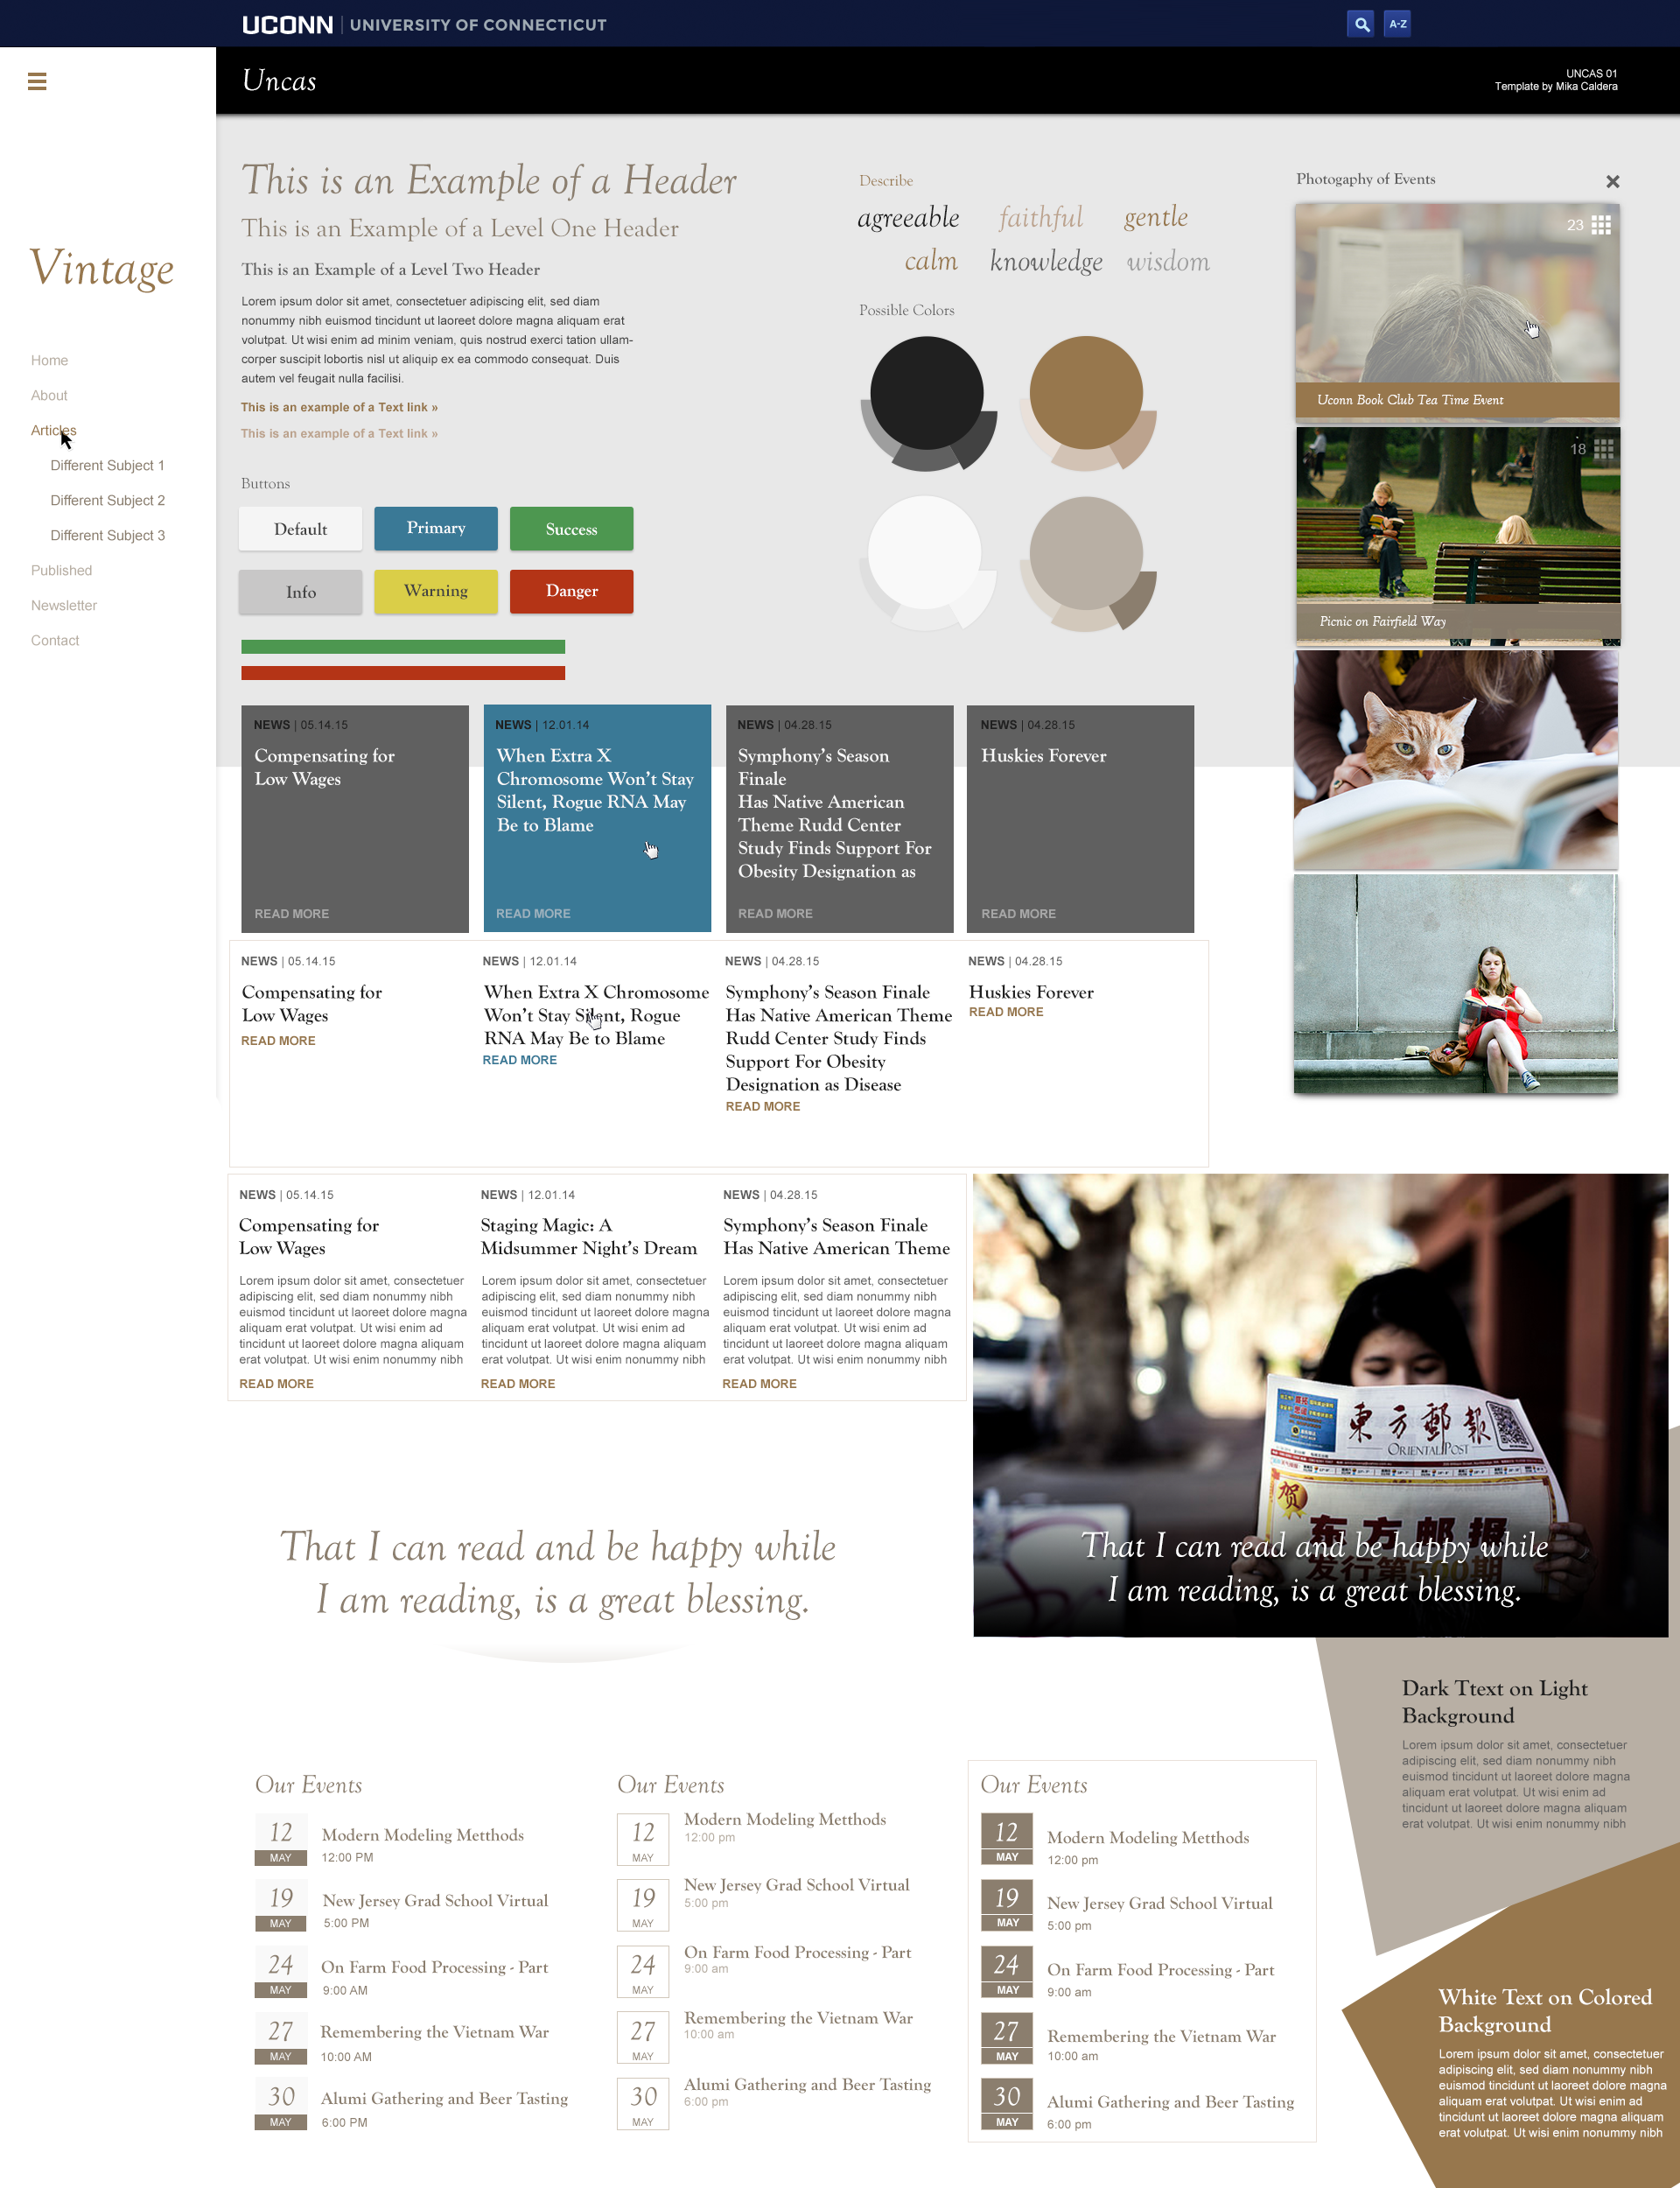 UCONN | UNIVERSITY OF CONNECTICUT
A-Z
Uncas
UNCAS 01
Template by Mika Caldera
Vintage
Home
About
Articles
Different Subject 1
Different Subject 2
Different Subject 3
Published
Newsletter
Contact
This is an Example of a Header
This is an Example of a Level One Header
This is an Example of a Level Two Header
Lorem ipsum dolor sit amet, consectetuer adipiscing elit, sed diam
nonummy nibh euismod tincidunt ut laoreet dolore magna aliquam erat
volutpat. Ut wisi enim ad minim veniam, quis nostrud exerci tation ullam-
corper suscipit lobortis nisl ut aliquip ex ea commodo consequat. Duis
autem vel feugait nulla facilisi.
This is an example of a Text link »
This is an example of a Text link »
Buttons
Default
Primary
Success
Info
Warning
Danger
Describe
agreeable
faithful
gentle
calm
knowledge
wisdom
Possible Colors
Photogaphy of Events
23
Uconn Book Club Tea Time Event
18
Picnic on Fairfield Way
NEWS | 05.14.15
Compensating for
Low Wages
READ MORE
NEWS | 12.01.14
When Extra X
Chromosome Won't Stay
Silent, Rogue RNA May
Be to Blame
READ MORE
NEWS | 04.28.15
Symphony's Season
Finale
Has Native American
Theme Rudd Center
Study Finds Support For
Obesity Designation as
READ MORE
NEWS | 04.28.15
Huskies Forever
READ MORE
NEWS | 05.14.15
Compensating for
Low Wages
READ MORE
NEWS | 12.01.14
When Extra X Chromosome
Won't Stay Silent, Rogue
RNA May Be to Blame
READ MORE
NEWS | 04.28.15
Symphony's Season Finale
Has Native American Theme
Rudd Center Study Finds
Support For Obesity
Designation as Disease
READ MORE
NEWS | 04.28.15
Huskies Forever
READ MORE
NEWS | 05.14.15
Compensating for
Low Wages
Lorem ipsum dolor sit amet, consectetuer
adipiscing elit, sed diam nonummy nibh
euismod tincidunt ut laoreet dolore magna
aliquam erat volutpat. Ut wisi enim ad
tincidunt ut laoreet dolore magna aliquam
erat volutpat. Ut wisi enim nonummy nibh
READ MORE
NEWS | 12.01.14
Staging Magic: A
Midsummer Night's Dream
Lorem ipsum dolor sit amet, consectetuer
adipiscing elit, sed diam nonummy nibh
euismod tincidunt ut laoreet dolore magna
aliquam erat volutpat. Ut wisi enim ad
tincidunt ut laoreet dolore magna aliquam
erat volutpat. Ut wisi enim nonummy nibh
READ MORE
NEWS | 04.28.15
Symphony's Season Finale
Has Native American Theme
Lorem ipsum dolor sit amet, consectetuer
adipiscing elit, sed diam nonummy nibh
euismod tincidunt ut laoreet dolore magna
aliquam erat volutpat. Ut wisi enim ad
tincidunt ut laoreet dolore magna aliquam
erat volutpat. Ut wisi enim nonummy nibh
READ MORE
東方郵報
ORIENTAL POST
贺
东方邮报
发行第500期
That I can read and be happy while
I am reading, is a great blessing.
That I can read and be happy while
I am reading, is a great blessing.
Dark Ttext on Light
Background
Lorem ipsum dolor sit amet, consectetuer
adipiscing elit, sed diam nonummy nibh
euismod tincidunt ut laoreet dolore magna
aliquam erat volutpat. Ut wisi enim ad
tincidunt ut laoreet dolore magna aliquam
erat volutpat. Ut wisi enim nonummy nibh
Our Events
12
MAY
Modern Modeling Metthods
12:00 PM
19
MAY
New Jersey Grad School Virtual
5:00 PM
24
MAY
On Farm Food Processing - Part
9:00 AM
27
MAY
Remembering the Vietnam War
10:00 AM
30
MAY
Alumi Gathering and Beer Tasting
6:00 PM
Our Events
12
MAY
Modern Modeling Metthods
12:00 pm
19
MAY
New Jersey Grad School Virtual
5:00 pm
24
MAY
On Farm Food Processing - Part
9:00 am
27
MAY
Remembering the Vietnam War
10:00 am
30
MAY
Alumi Gathering and Beer Tasting
6:00 pm
Our Events
12
MAY
Modern Modeling Metthods
12:00 pm
19
MAY
New Jersey Grad School Virtual
5:00 pm
24
MAY
On Farm Food Processing - Part
9:00 am
27
MAY
Remembering the Vietnam War
10:00 am
30
MAY
Alumi Gathering and Beer Tasting
6:00 pm
White Text on Colored
Background
Lorem ipsum dolor sit amet, consectetuer
adipiscing elit, sed diam nonummy nibh
euismod tincidunt ut laoreet dolore magna
aliquam erat volutpat. Ut wisi enim ad
tincidunt ut laoreet dolore magna aliquam
erat volutpat. Ut wisi enim nonummy nibh